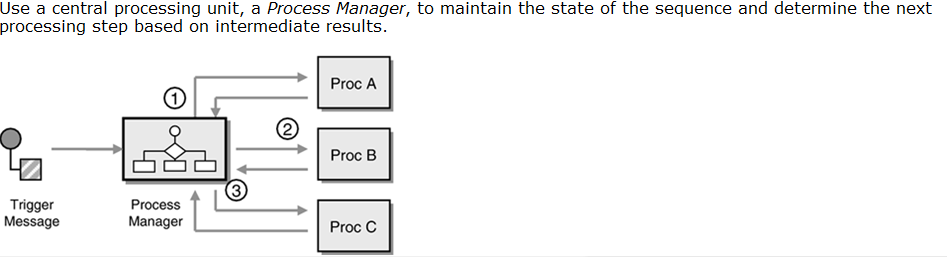 Use a central processing unit, a Process Manager, to maintain the state of the sequence and determine the next
processing step based on intermediate results.
Proc A
1
2
Proc B
3
Trigger
Message
Process
Manager
Proc C